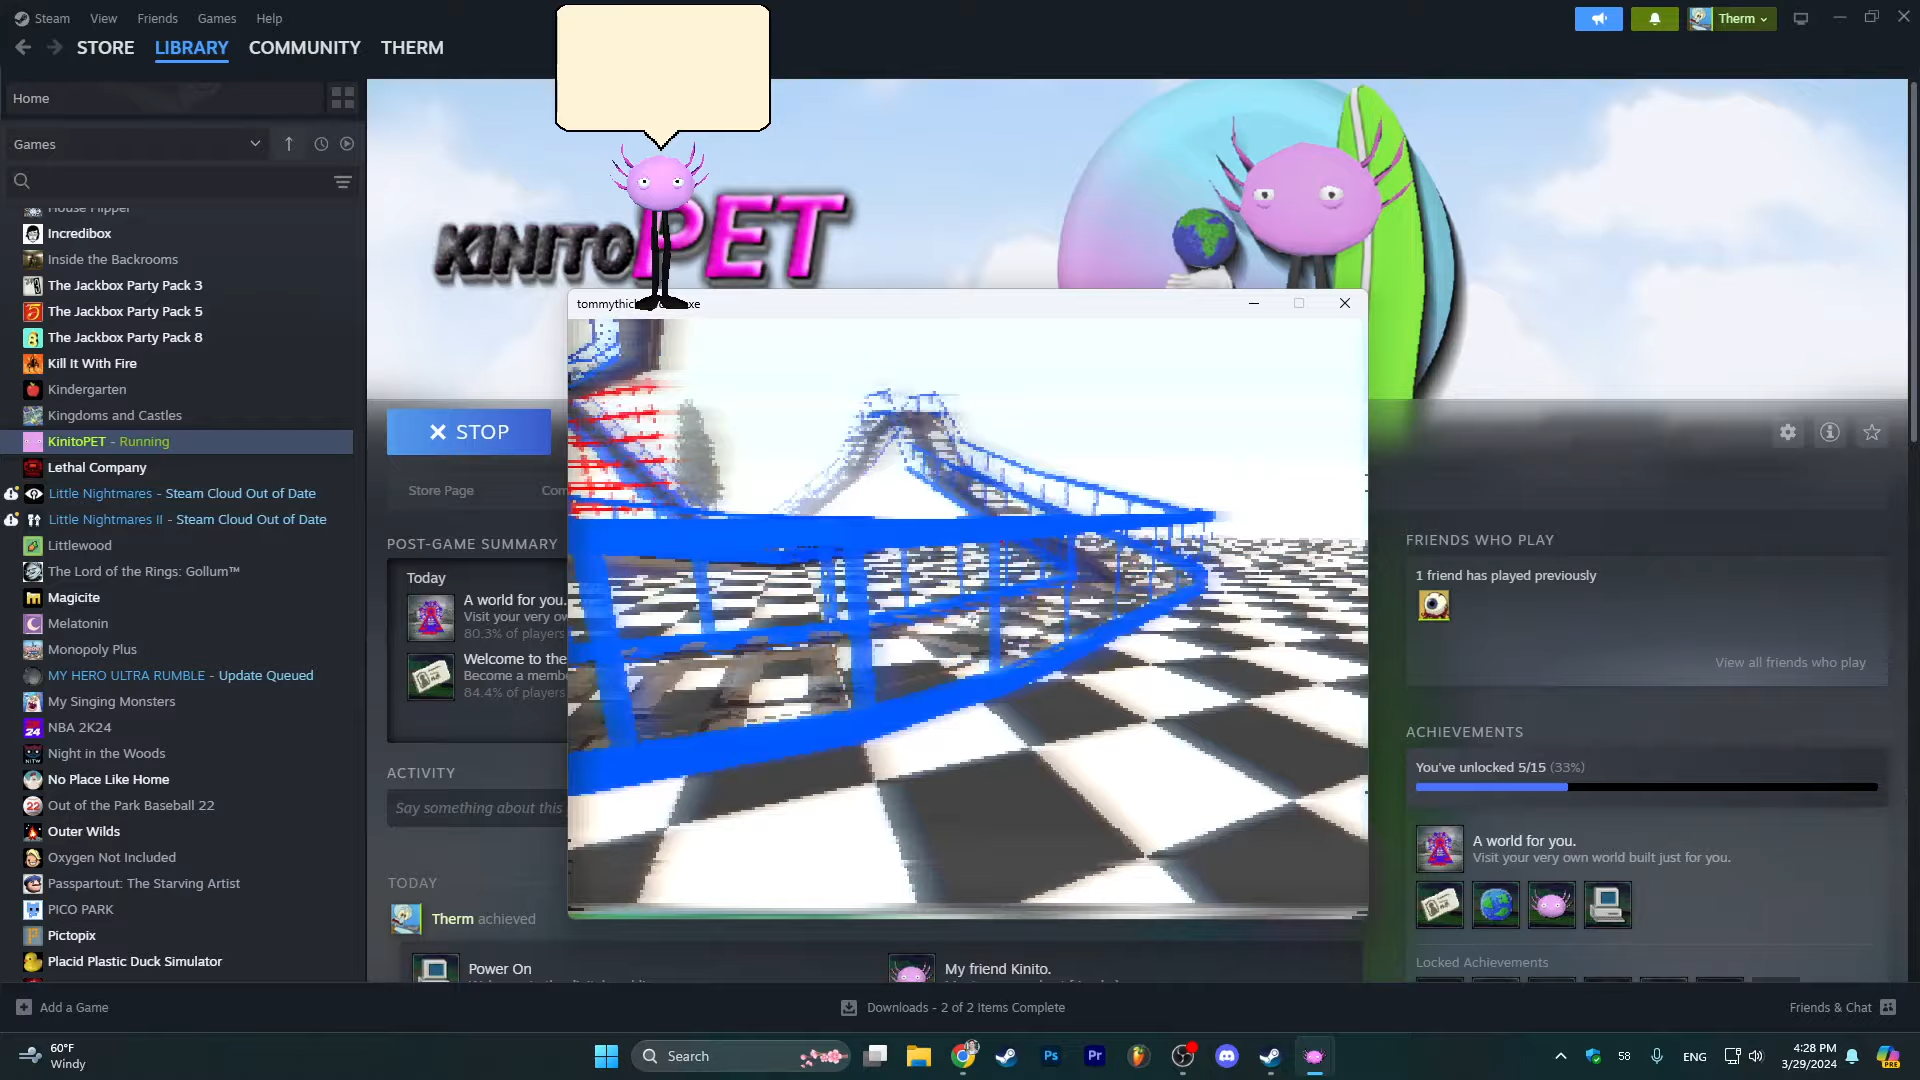 Steam View Friends Games Help
Therm
STORE LIBRARY COMMUNITY THERM
Home
Games
House Flipper
Incredibox
Inside the Backrooms
The Jackbox Party Pack 3
The Jackbox Party Pack 5
The Jackbox Party Pack 8
Kill It With Fire
Kindergarten
Kingdoms and Castles
KinitoPET - Running
Lethal Company
Little Nightmares - Steam Cloud Out of Date
Little Nightmares II - Steam Cloud Out of Date
Littlewood
The Lord of the Rings: Gollum™
Magicite
Melatonin
Monopoly Plus
MY HERO ULTRA RUMBLE - Update Queued
My Singing Monsters
NBA 2K24
Night in the Woods
No Place Like Home
Out of the Park Baseball 22
Outer Wilds
Oxygen Not Included
Passpartout: The Starving Artist
PICO PARK
Pictopix
Placid Plastic Duck Simulator
KINITOPET
STOP
Store Page
POST-GAME SUMMARY
Today
A world for you.
Visit your very
80.3% of players
Welcome to the
Become a
84.4% of players
ACTIVITY
Say something about this
TODAY
Therm achieved
Power On
My friend Kinito.
FRIENDS WHO PLAY
1 friend has played previously
View all friends who play
ACHIEVEMENTS
You've unlocked 5/15 (33%)
A world for you.
Visit your very own world built just for you.
Locked Achievements
Add a Game
Downloads - 2 of 2 Items Complete
Friends & Chat
60°F
Windy
Search
Ps
Pr
58
ENG
4:28 PM
3/29/2024
PRE